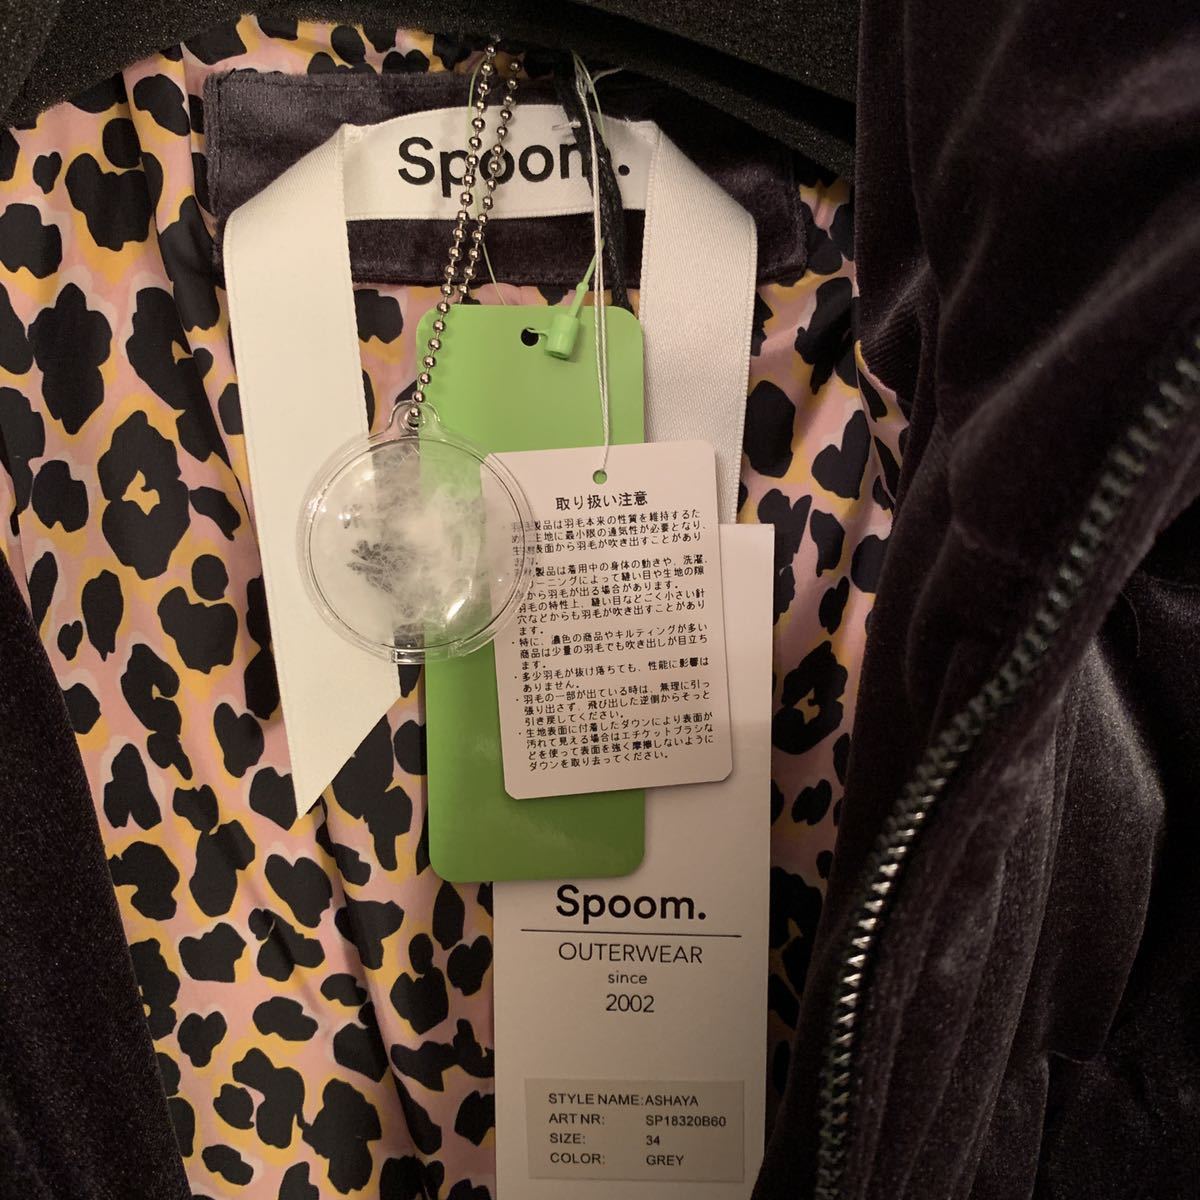 Spoom.
取り扱い注意
製品は羽毛本来の性質を維持するた
生地に最小限の通気性が必要となり、
表面から羽毛が吹き出すことがあり
製品は着用中の身体の動きや、洗濯、
リーニングによって縫い目や生地の隙
から羽毛が出る場合があります。
羽毛の特性上、縫い目などごく小さい針
穴などからも羽毛が吹き出すことがあり
ます。
・特に、濃色の商品やキルティングが多い
商品は少量の羽毛でも吹き出しが目立ち
ます。
・多少羽毛が抜け落ちても、性能に影響は
ありません。
・羽毛の一部が出ている時は、無理に引っ
張り出さず、飛び出した逆側からそっと
引き戻してください。
・生地表面に付着したダウンにより表面が
汚れて見える場合はエチケットブラシな
どを使って表面を強く摩擦しないように
ダウンを取り去ってください。
Spoom.
OUTERWEAR
since
2002
STYLE NAME: ASHAYA
ART NR: SP18320B60
SIZE: 34
COLOR: GREY